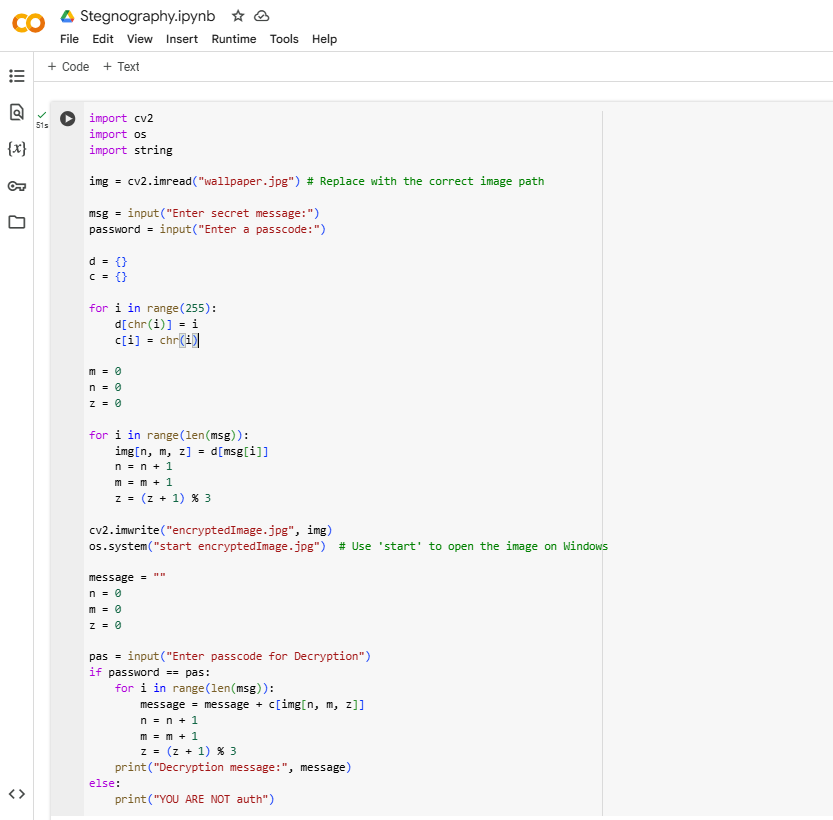 CO Stegnography.ipynb
File Edit View Insert Runtime Tools Help
+ Code + Text
51s
{x}
import cv2
import os
import string
img = cv2.imread("wallpaper.jpg") # Replace with the correct image path
msg = input("Enter secret message:")
password = input("Enter a passcode:")
d = {}
c = {}
for i in range(255):
    d[chr(i)] = i
    c[i] = chr(i)
m = 0
n = 0
z = 0
for i in range(len(msg)):
    img[n, m, z] = d[msg[i]]
    n = n + 1
    m = m + 1
    z = (z + 1) % 3
cv2.imwrite("encryptedImage.jpg", img)
os.system("start encryptedImage.jpg")  # Use 'start' to open the image on Windows
message = ""
n = 0
m = 0
z = 0
pas = input("Enter passcode for Decryption")
if password == pas:
    for i in range(len(msg)):
        message = message + c[img[n, m, z]]
        n = n + 1
        m = m + 1
        z = (z + 1) % 3
    print("Decryption message:", message)
else:
    print("YOU ARE NOT auth")
<>